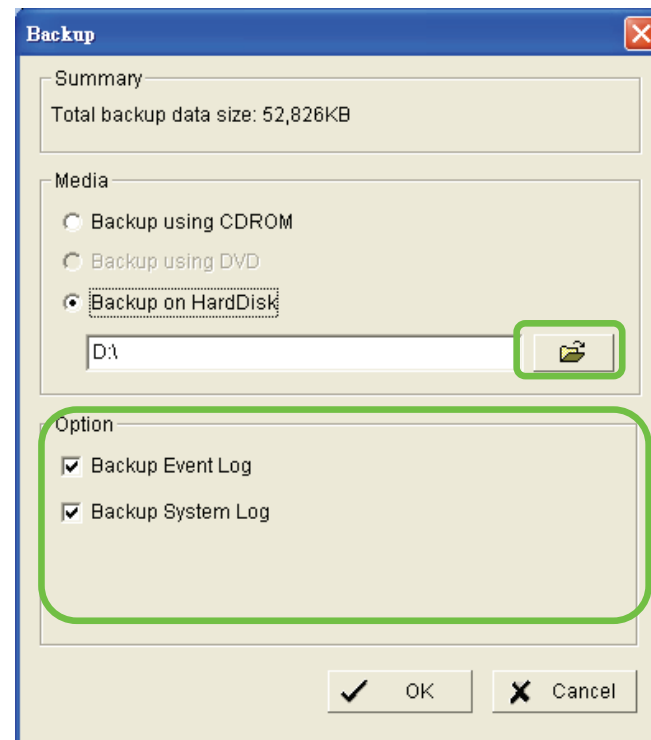 Backup
Summary
Total backup data size: 52,826KB
Media
Backup using CDROM
Backup using DVD
Backup on HardDisk
D:\
Option
Backup Event Log
Backup System Log
OK
Cancel